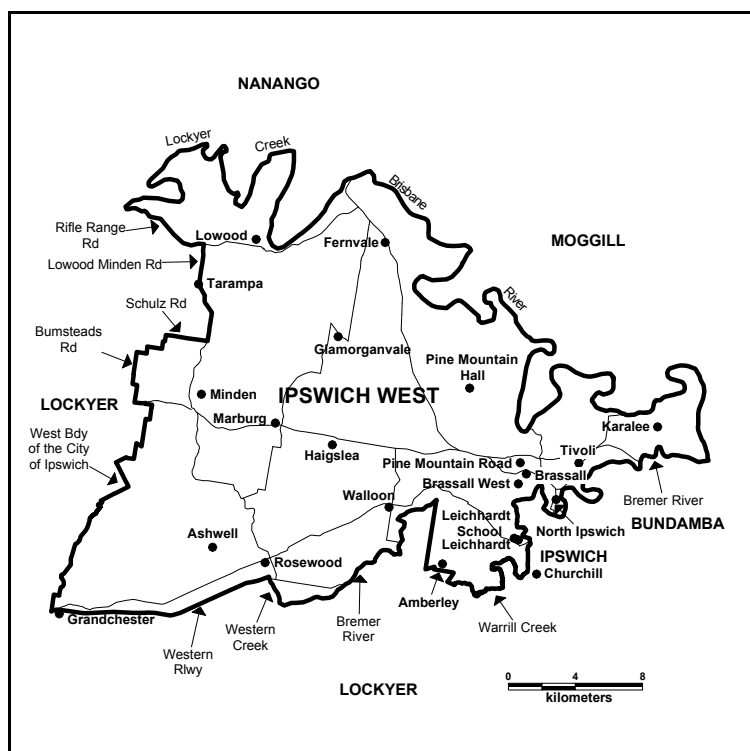 NANANGO
Lockyer
Creek
Brisbane
Rifle Range
Rd
Lowood
Fernvale
MOGGILL
Lowood Minden Rd
Tarampa
River
Schulz Rd
Bumsteads
Rd
Glamorganvale
Pine Mountain
Hall
IPSWICH WEST
Minden
LOCKYER
Marburg
Karalee
West Bdy
of the City
of Ipswich
Haigslea
Tivoli
Pine Mountain Road
Brassall
Brassall West
Walloon
Bremer River
Leichhardt
School
North Ipswich
BUNDAMBA
Ashwell
Leichhardt
IPSWICH
Rosewood
Churchill
Amberley
Grandchester
Western
Creek
Bremer
River
Warrill Creek
Western
Rlwy
LOCKYER
0 4 8
kilometers